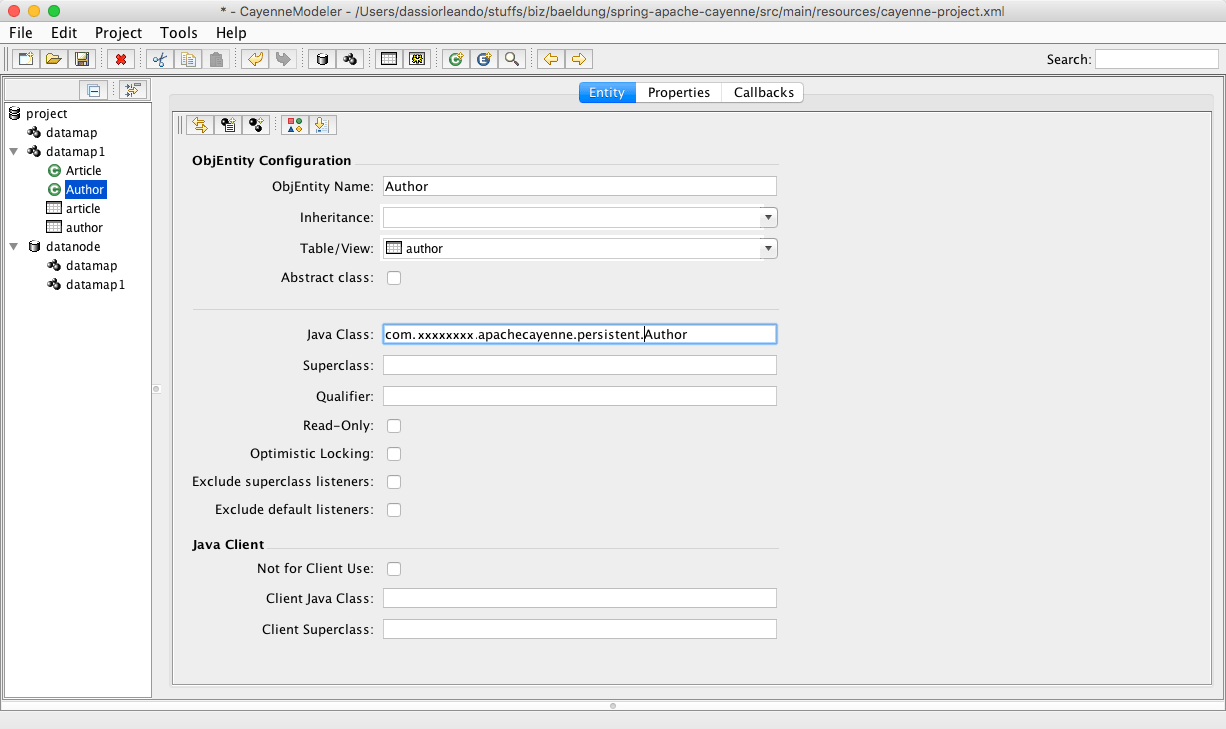 * - CayenneModeler - /Users/dassiorleando/stuffs/biz/baeldung/spring-apache-cayenne/src/main/resources/cayenne-project.xml
File Edit Project Tools Help
Search:
project
datamap
datamap1
Article
Author
article
author
datanode
datamap
datamap1
Entity Properties Callbacks
ObjEntity Configuration
ObjEntity Name: Author
Inheritance:
Table/View: author
Abstract class:
Java Class: com.xxxxxxxx.apachecayenne.persistent.Author
Superclass:
Qualifier:
Read-Only:
Optimistic Locking:
Exclude superclass listeners:
Exclude default listeners:
Java Client
Not for Client Use:
Client Java Class:
Client Superclass: